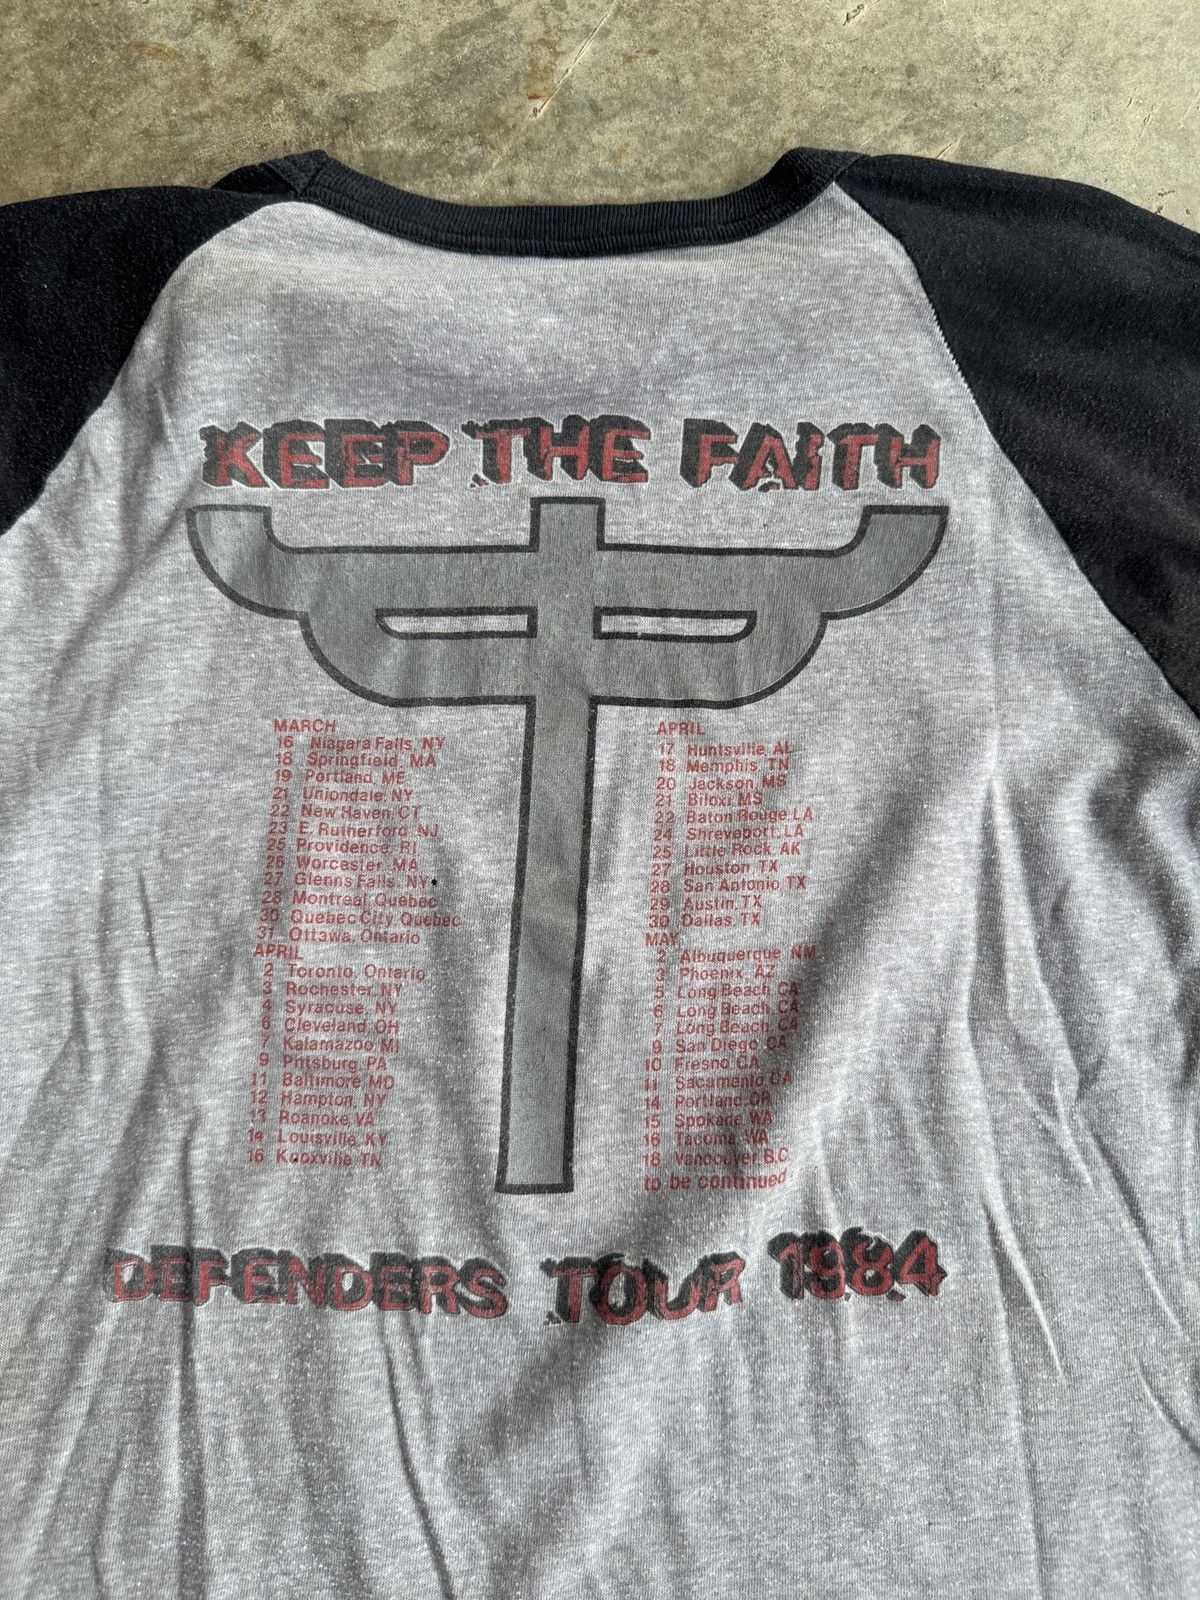 KEEP THE FAITH
MARCH
16 Niagara Falls, NY
18 Springfield, MA
19 Portland, ME
21 Uniondale, NY
22 New Haven, CT
23 E. Rutherford, NJ
25 Providence, RI
26 Worcester, MA
27 Glenns Falls, NY
28 Montreal, Quebec
30 Quebec City, Quebec
31 Ottawa, Ontario
APRIL
2 Toronto, Ontario
3 Rochester, NY
4 Syracuse, NY
6 Cleveland, OH
7 Kalamazoo, MI
9 Pittsburg, PA
11 Baltimore, MD
12 Hampton, NY
13 Roanoke, VA
14 Louisville, KY
16 Knoxville, TN
APRIL
17 Huntsville, AL
18 Memphis, TN
20 Jackson, MS
21 Biloxi, MS
22 Baton Rouge, LA
24 Shreveport, LA
25 Little Rock, AK
27 Houston, TX
28 San Antonio, TX
29 Austin, TX
30 Dallas, TX
MAY
2 Albuquerque, NM
3 Phoenix, AZ
5 Long Beach, CA
6 Long Beach, CA
7 Long Beach, CA
9 San Diego, CA
10 Fresno, CA
11 Sacamento, CA
14 Portland, OR
15 Spokane, WA
16 Tacoma, WA
18 Vancouver, B.C.
to be continued
DEFENDERS TOUR 1984